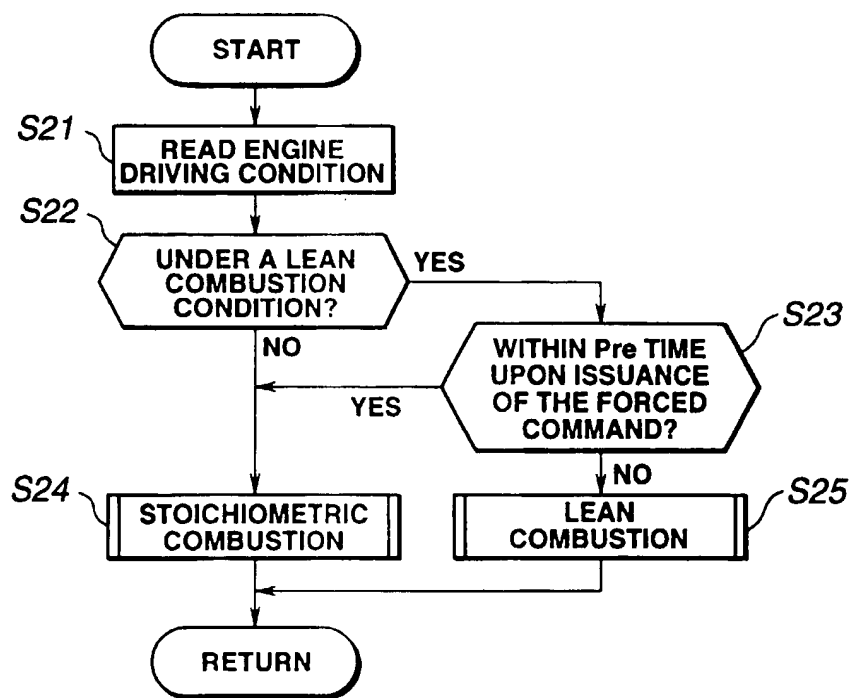 START
S21
READ ENGINE
DRIVING CONDITION
S22
UNDER A LEAN
COMBUSTION
CONDITION?
YES
NO
S23
WITHIN Pre TIME
UPON ISSUANCE
OF THE FORCED
COMMAND?
YES
NO
S24
STOICHIOMETRIC
COMBUSTION
LEAN
COMBUSTION
S25
RETURN